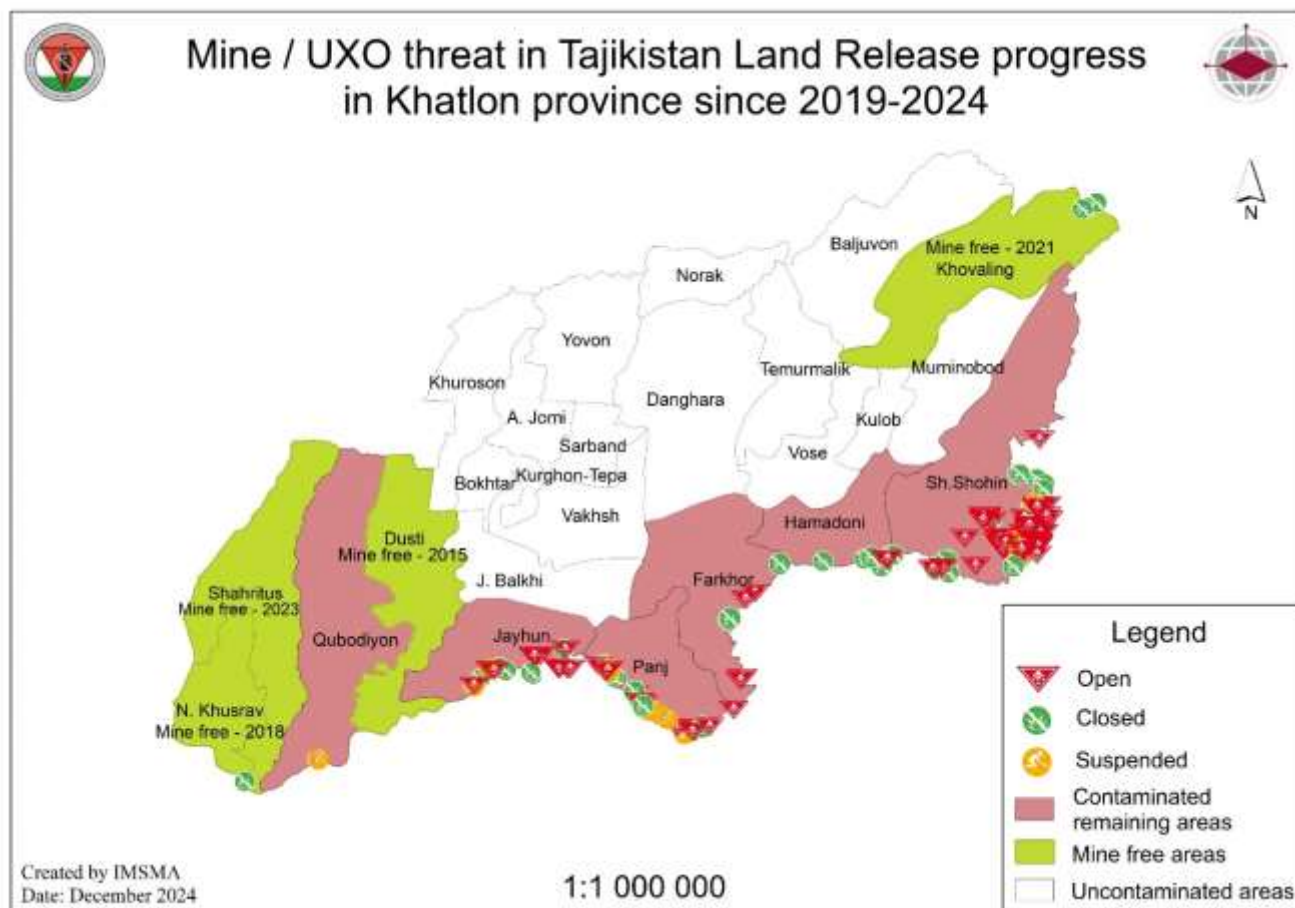 Mine / UXO threat in Tajikistan Land Release progress
in Khatlon province since 2019-2024
N
Baljuvon
Mine free - 2021
Khovaling
Norak
Yovon
Temurmalik
Muminobod
Khuroson
Danghara
A. Jomi
Kulob
Sarband
Vose
Bokhtar
Kurghon-Tepa
Sh.Shohin
Vakhsh
Hamadoni
Dusti
Mine free - 2015
J. Balkhi
Farkhor
Shahritus
Mine free - 2023
Qubodiyon
Jayhun
Panj
N. Khusrav
Mine free - 2018
Legend
Open
Closed
Suspended
Contaminated
remaining areas
Mine free areas
Uncontaminated areas
Created by IMSMA
Date: December 2024
1:1 000 000